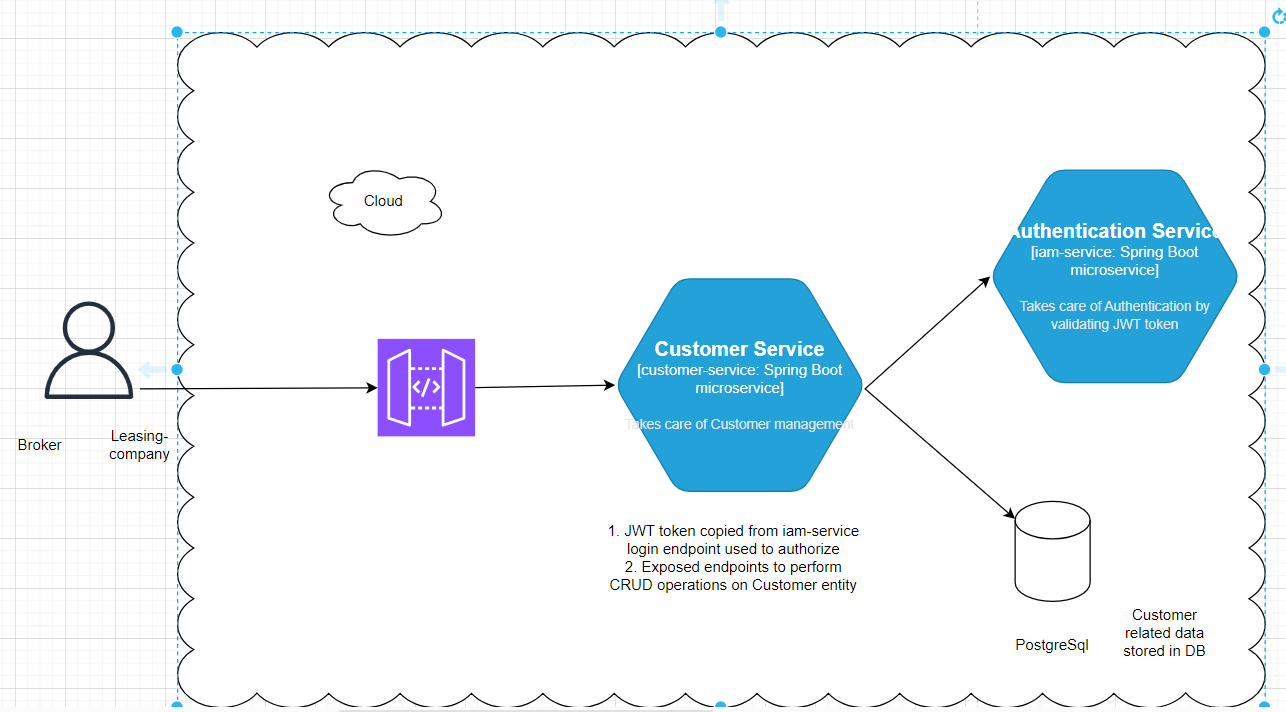 Cloud
Authentication Service
[iam-service: Spring Boot
microservice]
Takes care of Authentication by
validating JWT token
Customer Service
[customer-service: Spring Boot
microservice]
Takes care of Customer management
</>
Broker
Leasing-
company
1. JWT token copied from iam-service
login endpoint used to authorize
2. Exposed endpoints to perform
CRUD operations on Customer entity
PostgreSql
Customer
related data
stored in DB